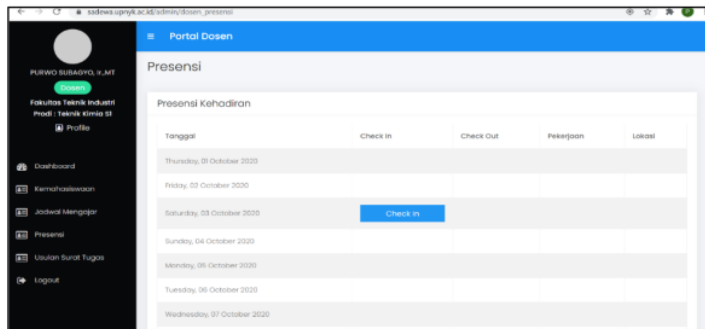 sadewa.upnyk.ac.id/admin/dosen_presensi
Portal Dosen
PURWO SUBAGYO, Ir.,MT
Dosen
Fakultas Teknik Industri
Prodi : Teknik Kimia S1
Profile
Dashboard
Kemahasiswaan
Jadwal Mengajar
Presensi
Usulan Surat Tugas
Logout
Presensi
Presensi Kehadiran
Tanggal Check In Check Out Pekerjaan Lokasi
Thursday, 01 October 2020
Friday, 02 October 2020
Saturday, 03 October 2020 Check In
Sunday, 04 October 2020
Monday, 05 October 2020
Tuesday, 06 October 2020
Wednesday, 07 October 2020